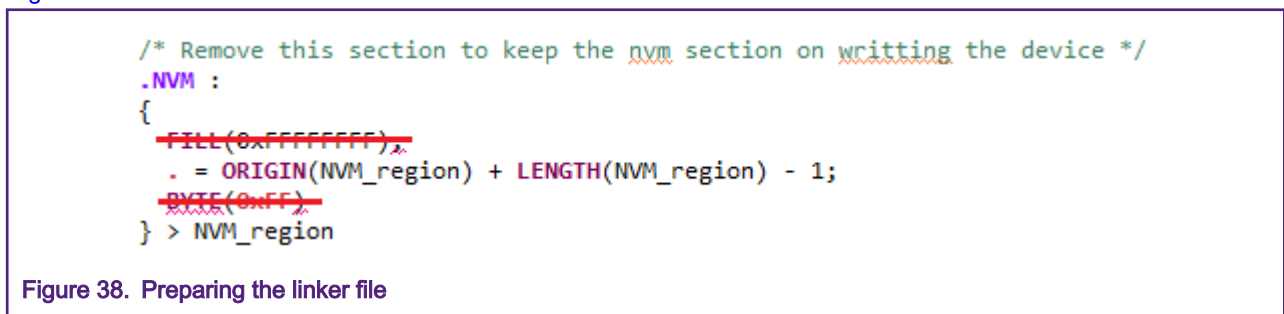 /* Remove this section to keep the nvm section on writting the device */
.NVM :
{
FILL(0xFFFFFFFF);
. = ORIGIN(NVM_region) + LENGTH(NVM_region) - 1;
BYTE(0xFF)
} > NVM_region
Figure 38. Preparing the linker file